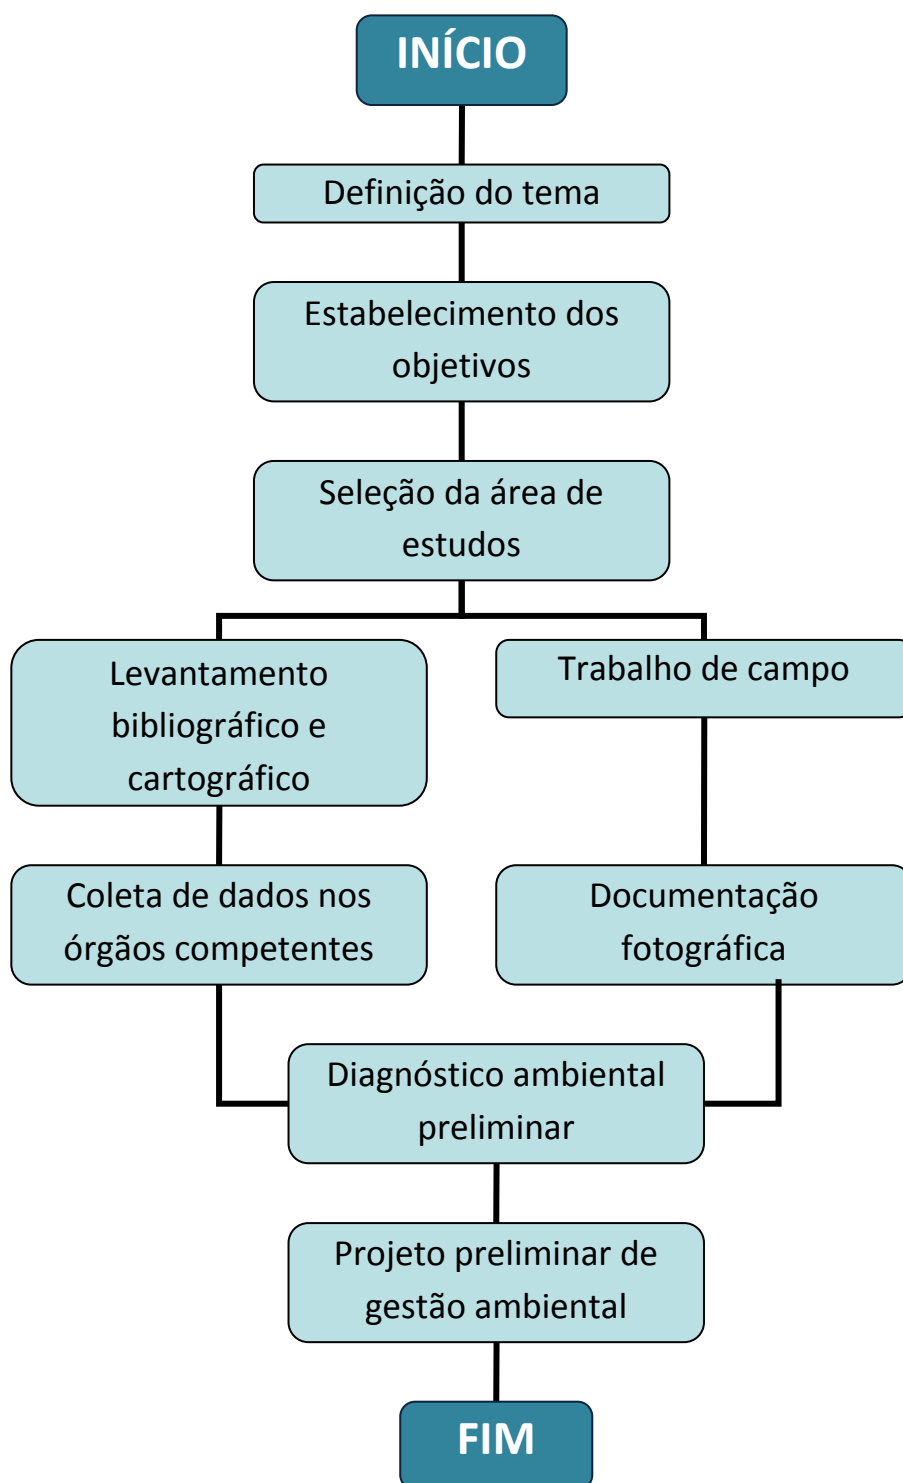 INÍCIO
Definição do tema
Estabelecimento dos
objetivos
Seleção da área de
estudos
Levantamento
bibliográfico e
cartográfico
Trabalho de campo
Coleta de dados nos
órgãos competentes
Documentação
fotográfica
Diagnóstico ambiental
preliminar
Projeto preliminar de
gestão ambiental
FIM